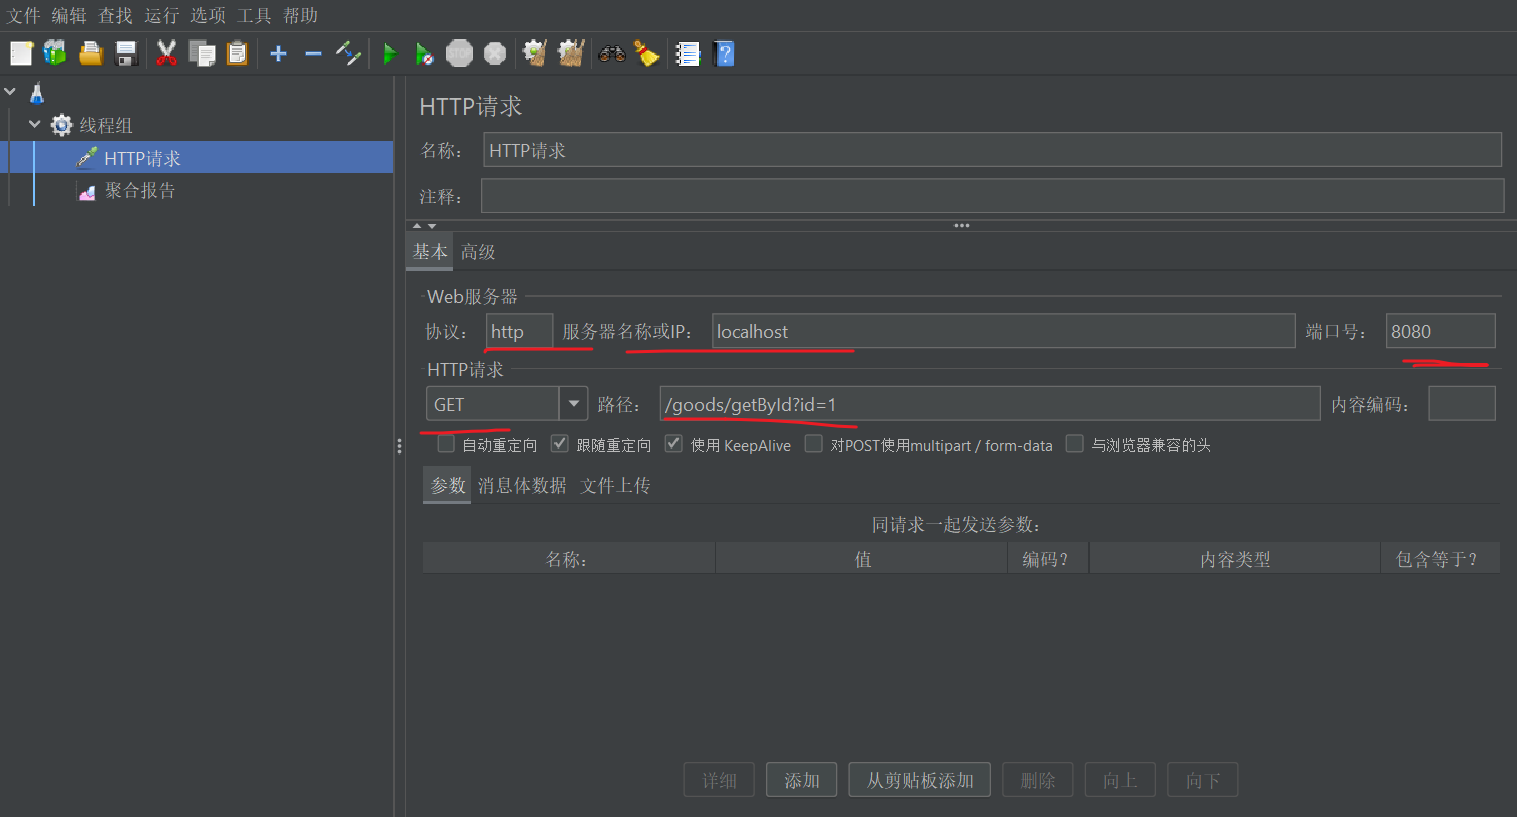 文件 编辑 查找 运行 选项 工具 帮助
STOP
线程组
HTTP请求
聚合报告
HTTP请求
名称： HTTP请求
注释：
基本 高级
Web服务器
协议： http 服务器名称或IP： localhost 端口号： 8080
HTTP请求
GET 路径： /goods/getById?id=1 内容编码：
自动重定向 跟随重定向 使用 KeepAlive 对POST使用multipart / form-data 与浏览器兼容的头
参数 消息体数据 文件上传
同请求一起发送参数：
名称： 值 编码？ 内容类型 包含等于？
详细 添加 从剪贴板添加 删除 向上 向下